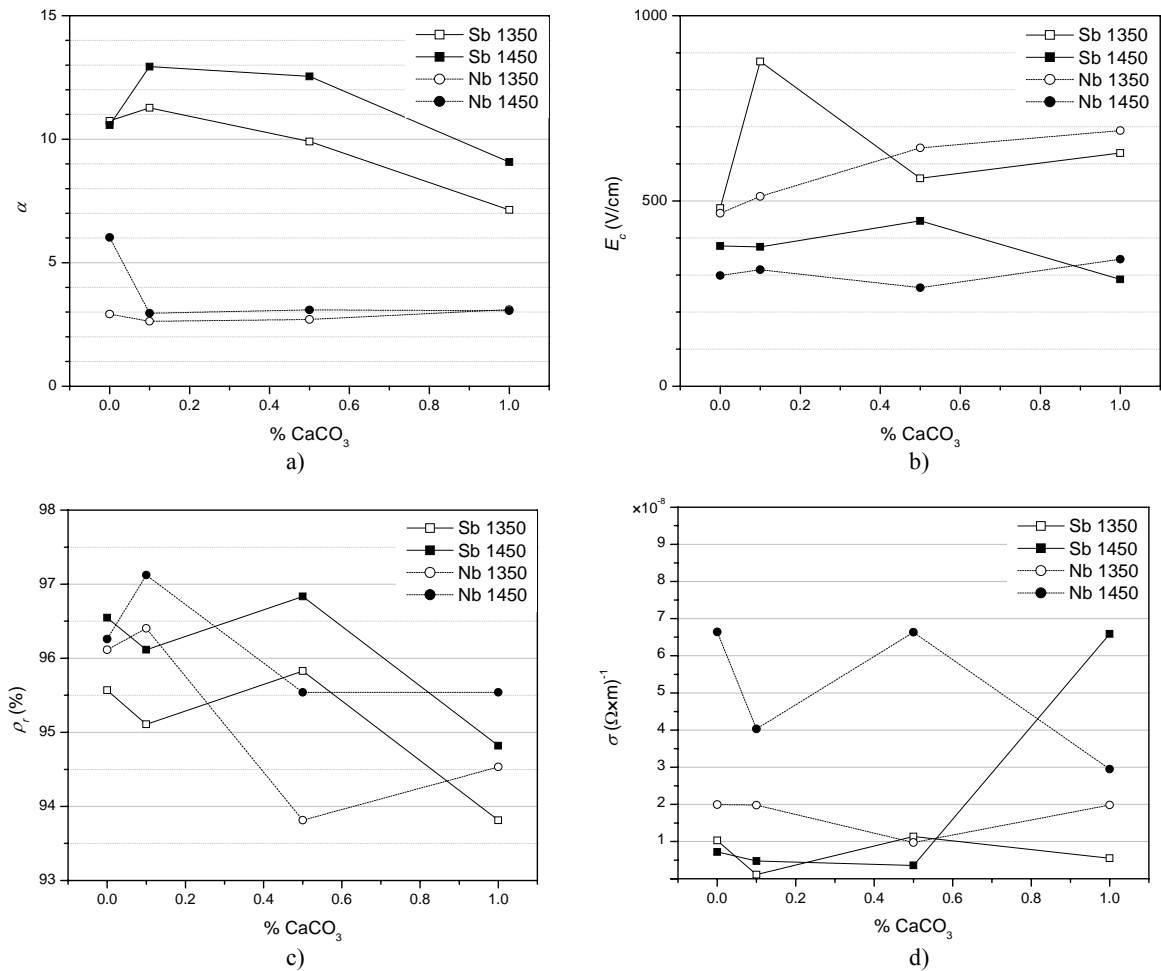 15
10
5
0
α
Sb 1350
Sb 1450
Nb 1350
Nb 1450
0.0 0.2 0.4 0.6 0.8 1.0
% CaCO₃
a)
1000
500
0
E_c (V/cm)
Sb 1350
Sb 1450
Nb 1350
Nb 1450
0.0 0.2 0.4 0.6 0.8 1.0
% CaCO₃
b)
98
97
96
95
94
93
ρ_r (%)
Sb 1350
Sb 1450
Nb 1350
Nb 1450
0.0 0.2 0.4 0.6 0.8 1.0
% CaCO₃
c)
×10⁻⁸
9
8
7
6
5
4
3
2
1
σ (Ω×m)⁻¹
Sb 1350
Sb 1450
Nb 1350
Nb 1450
0.0 0.2 0.4 0.6 0.8 1.0
% CaCO₃
d)